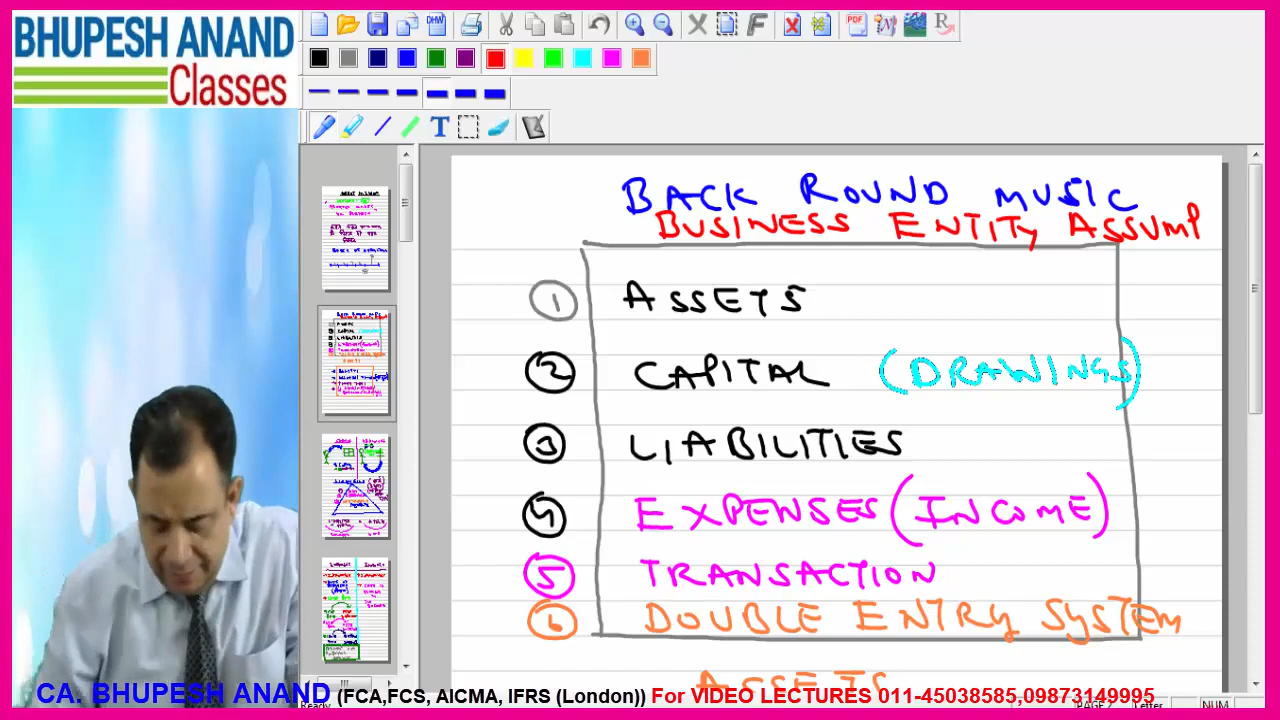 BHUPESH ANAND
Classes
BACK ROUND MUSIC
BUSINESS ENTITY ASSUMP
1 ASSETS
2 CAPITAL (DRAWINGS)
3 LIABILITIES
4 EXPENSES (INCOME)
5 TRANSACTION
6 DOUBLE ENTRY SYSTEM
ASSETS
CA. BHUPESH ANAND (FCA,FCS, AICMA, IFRS (London)) For VIDEO LECTURES 011-45038585,09873149995